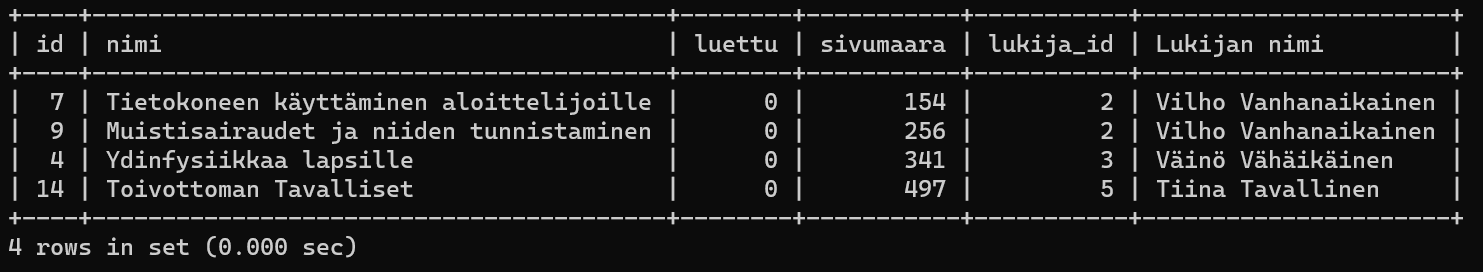 +----+-----------------------------------------+--------+-----------+-----------+----------------------+
| id | nimi                                    | luettu | sivumaara | lukija_id | Lukijan nimi         |
+----+-----------------------------------------+--------+-----------+-----------+----------------------+
|  7 | Tietokoneen käyttäminen aloittelijoille |      0 |       154 |         2 | Vilho Vanhanaikainen |
|  9 | Muistisairaudet ja niiden tunnistaminen |      0 |       256 |         2 | Vilho Vanhanaikainen |
|  4 | Ydinfysiikkaa lapsille                  |      0 |       341 |         3 | Väinö Vähäikäinen    |
| 14 | Toivottoman Tavalliset                  |      0 |       497 |         5 | Tiina Tavallinen     |
+----+-----------------------------------------+--------+-----------+-----------+----------------------+
4 rows in set (0.000 sec)